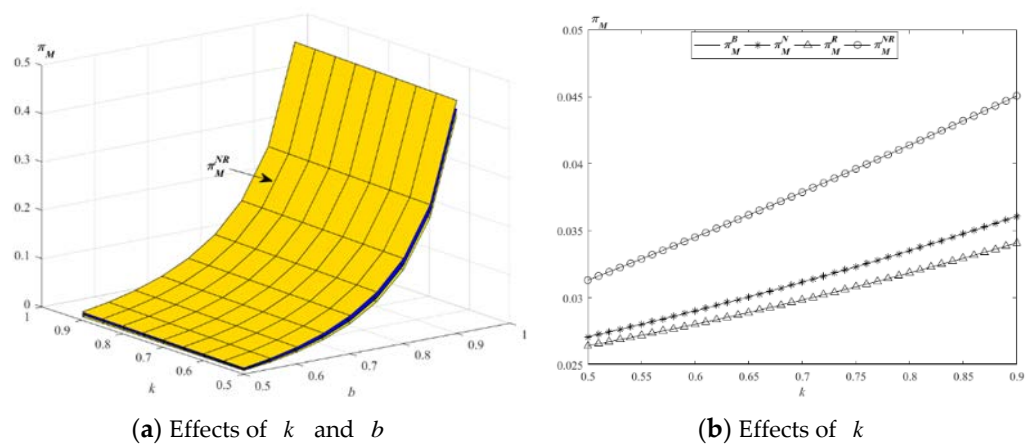 π_M
0.5
0.4
0.3
0.2
0.1
0
π_M^NR
1
0.9
0.8
0.7
0.6
0.5
k
0.5
0.6
0.7
0.8
0.9
1
b
(a) Effects of k and b
π_M
π_M^B π_M^N π_M^R π_M^NR
0.05
0.045
0.04
0.035
0.03
0.025
0.5 0.55 0.6 0.65 0.7 0.75 0.8 0.85 0.9
k
(b) Effects of k